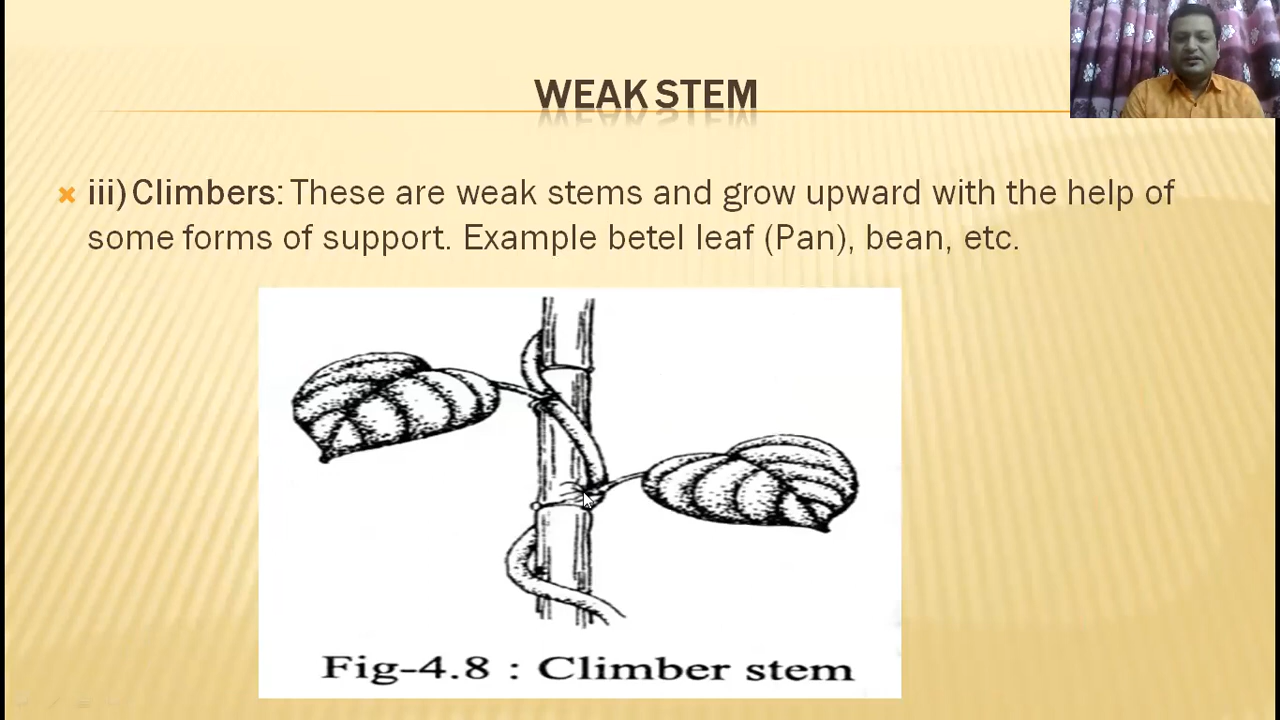 WEAK STEM
iii) Climbers: These are weak stems and grow upward with the help of
some forms of support. Example betel leaf (Pan), bean, etc.
Fig-4.8 : Climber stem